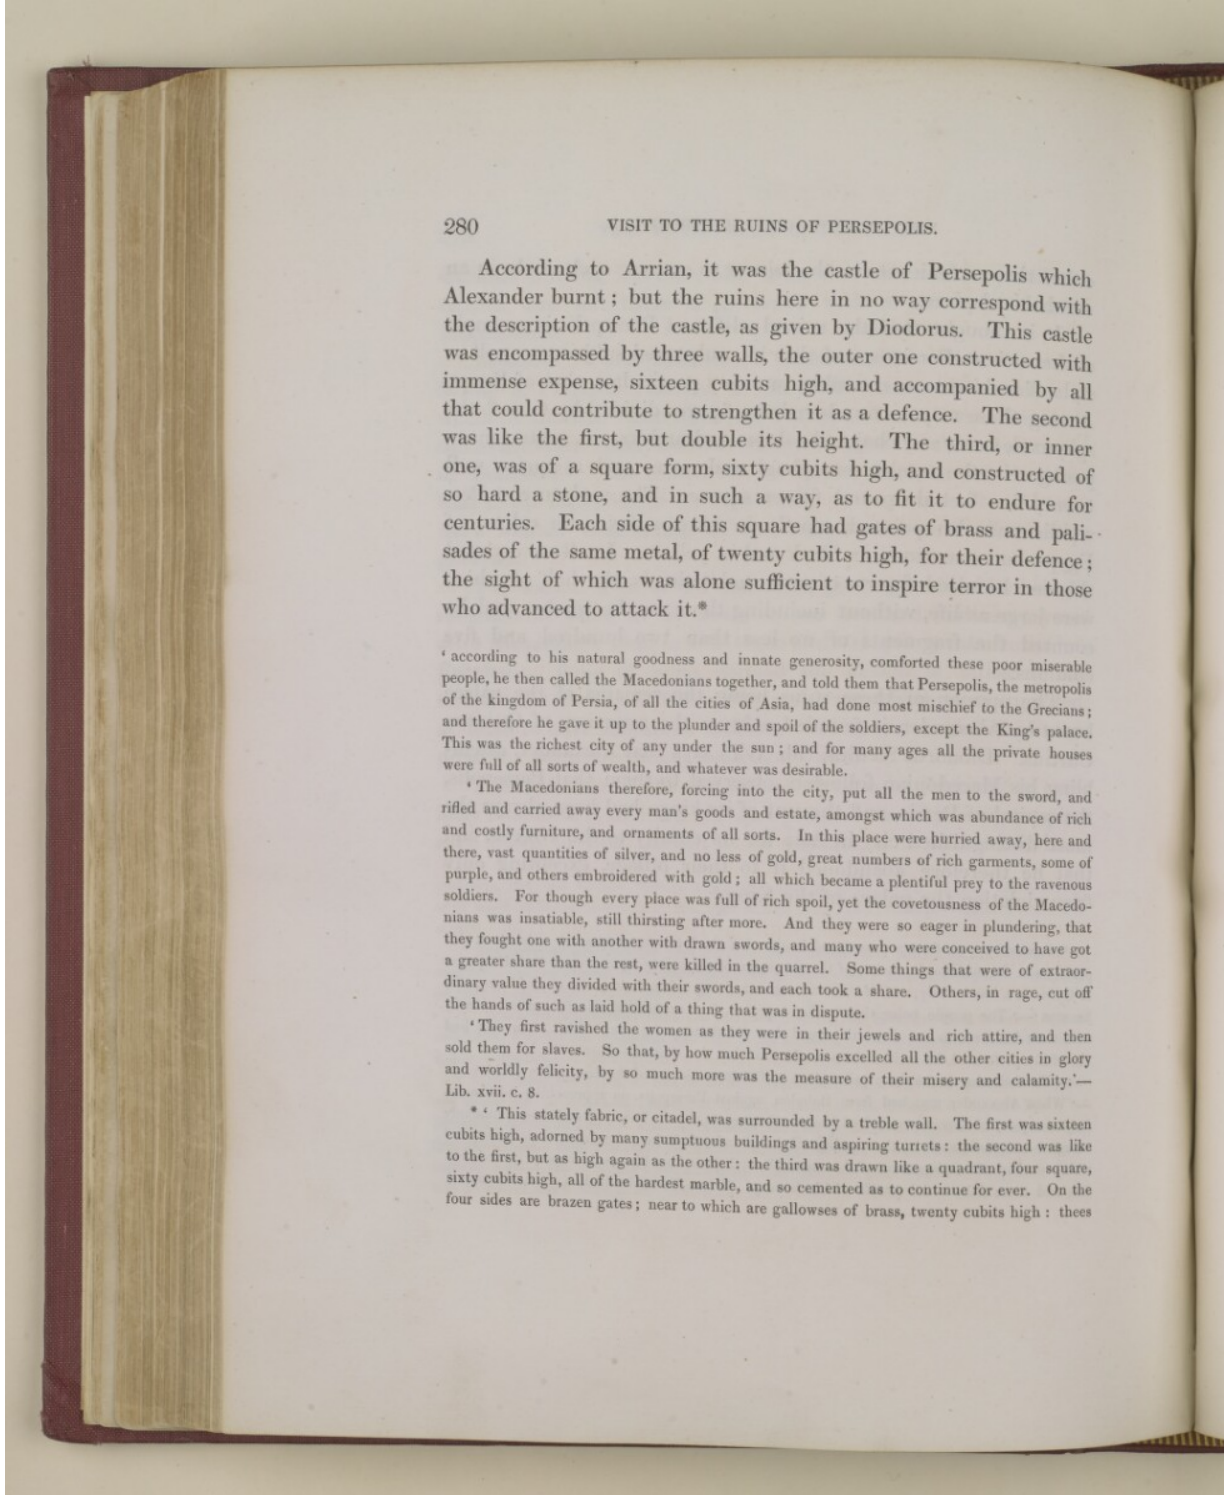 280 VISIT TO THE RUINS OF PERSEPOLIS.
According to Arrian, it was the castle of Persepolis which
Alexander burnt ; but the ruins here in no way correspond with
the description of the castle, as given by Diodorus. This castle
was encompassed by three walls, the outer one constructed with
immense expense, sixteen cubits high, and accompanied by all
that could contribute to strengthen it as a defence. The second
was like the first, but double its height. The third, or inner
one, was of a square form, sixty cubits high, and constructed of
so hard a stone, and in such a way, as to fit it to endure for
centuries. Each side of this square had gates of brass and pali-
sades of the same metal, of twenty cubits high, for their defence ;
the sight of which was alone sufficient to inspire terror in those
who advanced to attack it.*
‘ according to his natural goodness and innate generosity, comforted these poor miserable
people, he then called the Macedonians together, and told them that Persepolis, the metropolis
of the kingdom of Persia, of all the cities of Asia, had done most mischief to the Grecians ;
and therefore he gave it up to the plunder and spoil of the soldiers, except the King's palace.
This was the richest city of any under the sun ; and for many ages all the private houses
were full of all sorts of wealth, and whatever was desirable.
‘ The Macedonians therefore, forcing into the city, put all the men to the sword, and
rifled and carried away every man's goods and estate, amongst which was abundance of rich
and costly furniture, and ornaments of all sorts. In this place were hurried away, here and
there, vast quantities of silver, and no less of gold, great numbers of rich garments, some of
purple, and others embroidered with gold ; all which became a plentiful prey to the ravenous
soldiers. For though every place was full of rich spoil, yet the covetousness of the Macedo-
nians was insatiable, still thirsting after more. And they were so eager in plundering, that
they fought one with another with drawn swords, and many who were conceived to have got
a greater share than the rest, were killed in the quarrel. Some things that were of extraor-
dinary value they divided with their swords, and each took a share. Others, in rage, cut off
the hands of such as laid hold of a thing that was in dispute.
‘ They first ravished the women as they were in their jewels and rich attire, and then
sold them for slaves. So that, by how much Persepolis excelled all the other cities in glory
and worldly felicity, by so much more was the measure of their misery and calamity.’—
Lib. xvii. c. 8.
* ‘ This stately fabric, or citadel, was surrounded by a treble wall. The first was sixteen
cubits high, adorned by many sumptuous buildings and aspiring turrets : the second was like
to the first, but as high again as the other : the third was drawn like a quadrant, four square,
sixty cubits high, all of the hardest marble, and so cemented as to continue for ever. On the
four sides are brazen gates ; near to which are gallowses of brass, twenty cubits high : thees